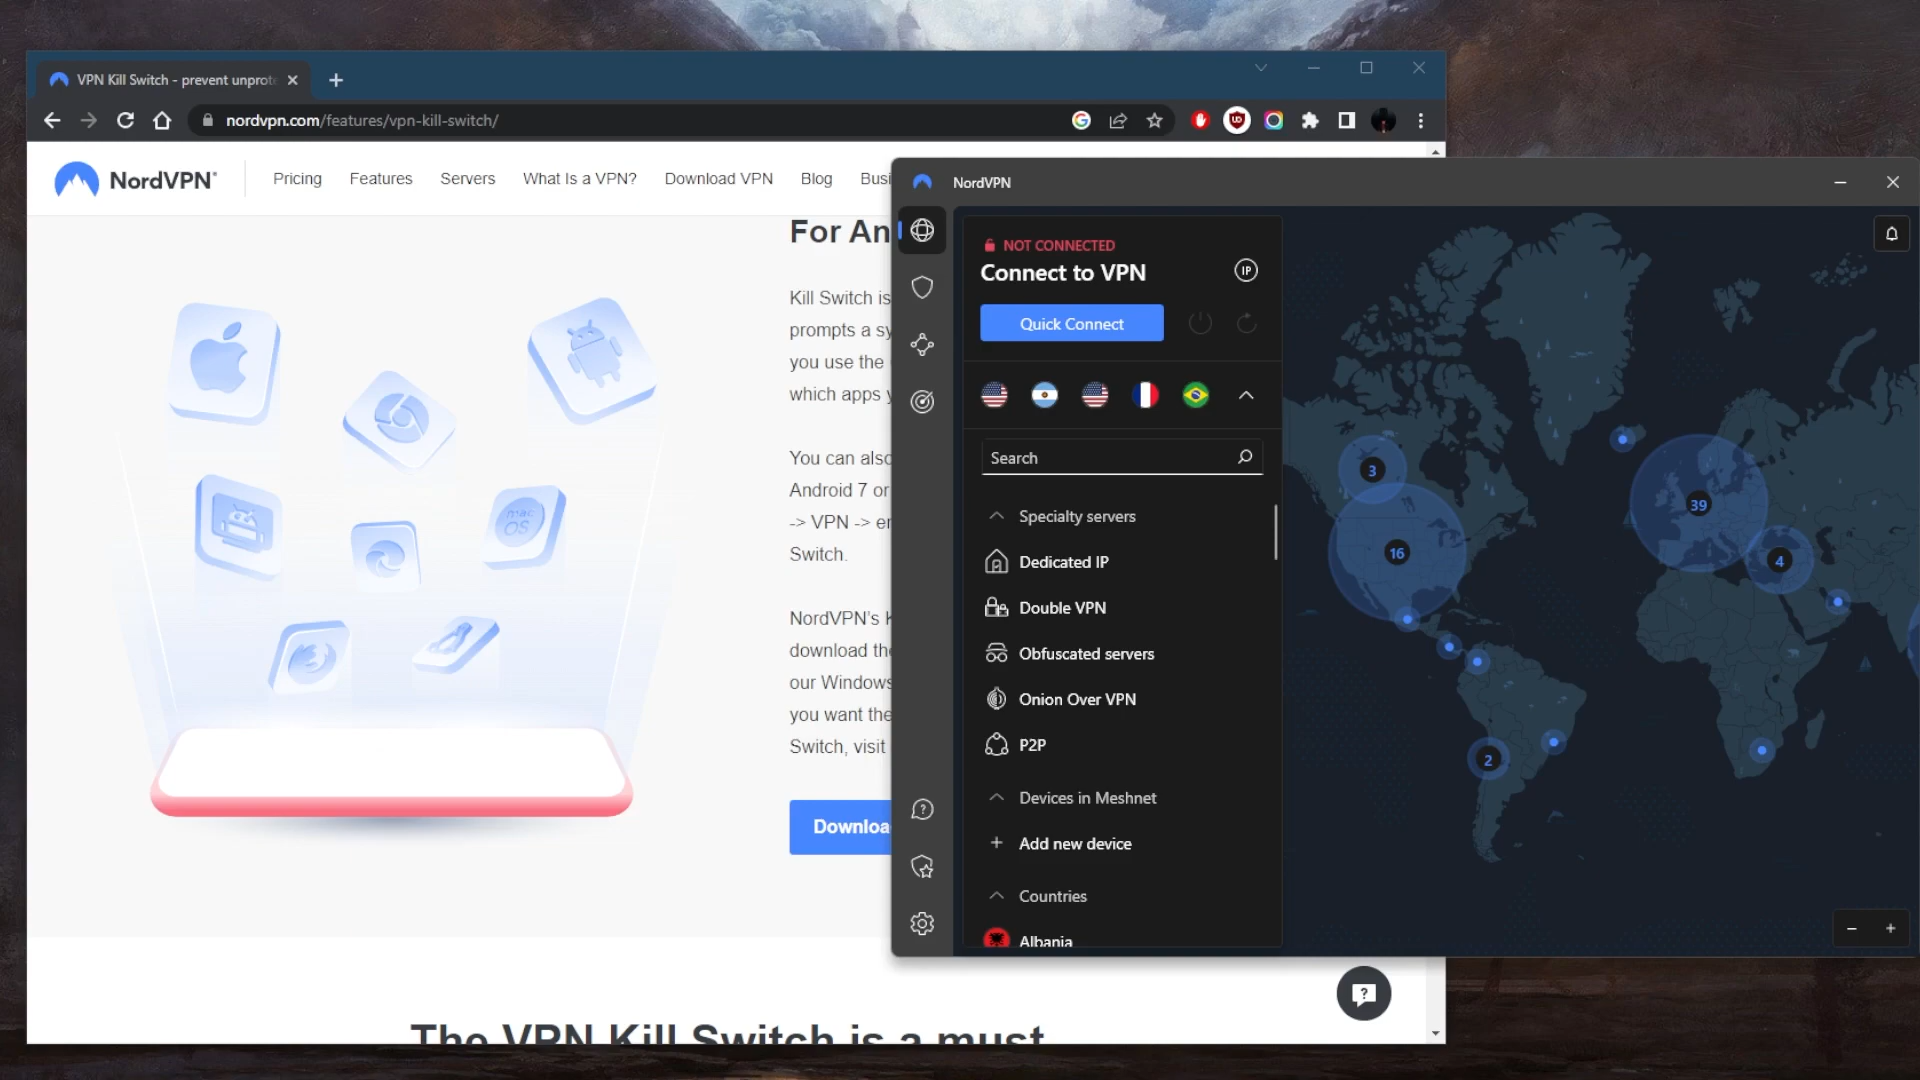 VPN Kill Switch - prevent unprote
nordvpn.com/features/vpn-kill-switch/
NordVPN®
Pricing
Features
Servers
What Is a VPN?
Download VPN
Blog
Busi
For An
Kill Switch is
prompts a sy
you use the
which apps y
You can also
Android 7 or
-> VPN -> en
Switch.
NordVPN's K
download the
our Windows
you want the
Switch, visit
Downloa
mac
OS
The VPN Kill Switch is a must
NordVPN
NOT CONNECTED
Connect to VPN
IP
Quick Connect
Search
Specialty servers
Dedicated IP
Double VPN
Obfuscated servers
Onion Over VPN
P2P
Devices in Meshnet
Add new device
Countries
Albania
3
16
39
4
2